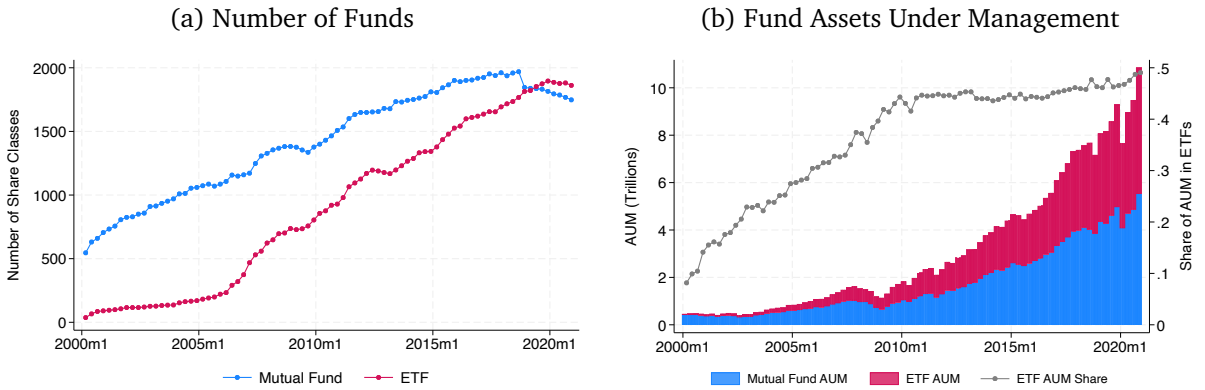 (a) Number of Funds
Number of Share Classes
2000
1500
1000
500
0
2000m1 2005m1 2010m1 2015m1 2020m1
Mutual Fund ETF
(b) Fund Assets Under Management
AUM (Trillions)
10
8
6
4
2
0
.5
.4
.3
.2
.1
0
Share of AUM in ETFs
2000m1 2005m1 2010m1 2015m1 2020m1
Mutual Fund AUM ETF AUM ETF AUM Share